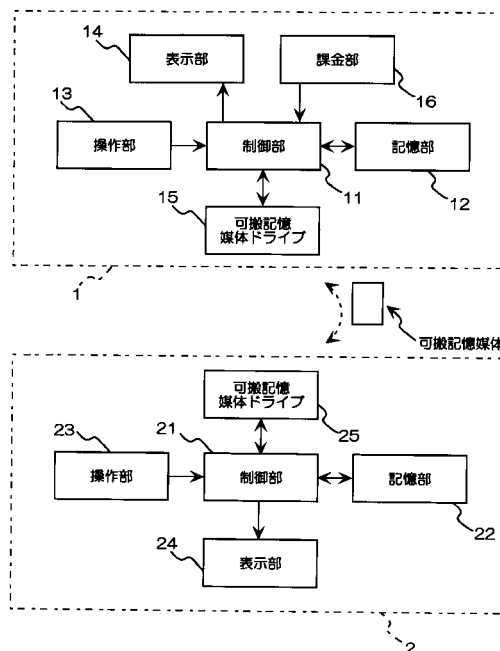 14
表示部
課金部
16
13
操作部
制御部
記憶部
11
12
15
可搬記憶
媒体ドライブ
1
可搬記憶媒体
可搬記憶
媒体ドライブ
25
23
21
操作部
制御部
記憶部
22
24
表示部
2